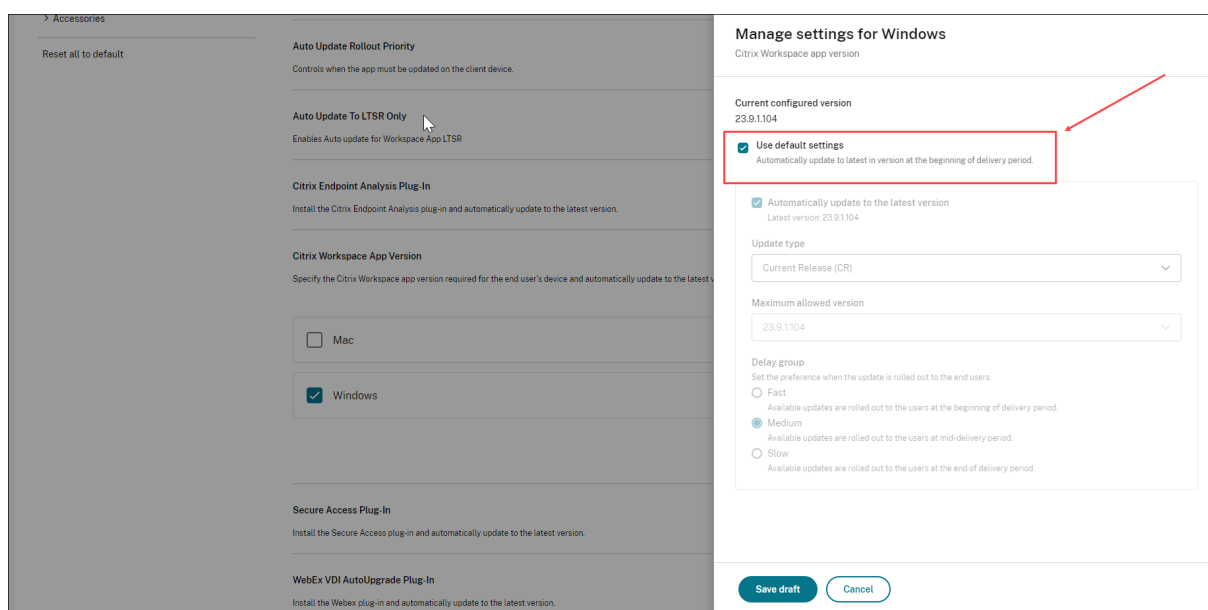 Accessories
Reset all to default
Auto Update Rollout Priority
Controls when the app must be updated on the client device.
Auto Update To LTSR Only
Enables Auto update for Workspace App LTSR
Citrix Endpoint Analysis Plug-In
Install the Citrix Endpoint Analysis plug-in and automatically update to the latest version.
Citrix Workspace App Version
Specify the Citrix Workspace app version required for the end user's device and automatically update to the latest
Mac
Windows
Secure Access Plug-In
Install the Secure Access plug-in and automatically update to the latest version.
WebEx VDI AutoUpgrade Plug-In
Install the Webex plug-in and automatically update to the latest version.
Manage settings for Windows
Citrix Workspace app version
Current configured version
23.9.1.104
Use default settings
Automatically update to latest in version at the beginning of delivery period.
Automatically update to the latest version
Latest version: 23.9.1.104
Update type
Current Release (CR)
Maximum allowed version
23.9.1.104
Delay group
Set the preference when the update is rolled out to the end users.
Fast
Available updates are rolled out to the users at the beginning of delivery period.
Medium
Available updates are rolled out to the users at mid-delivery period.
Slow
Available updates are rolled out to the users at the end of delivery period.
Save draft
Cancel